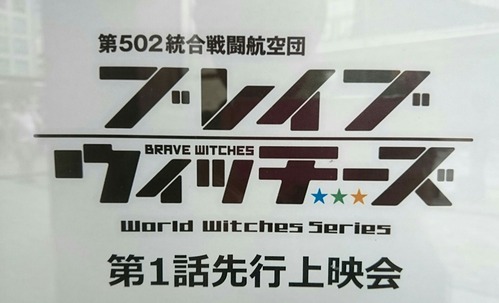 第502統合戦闘航空団
ブレイブ
BRAVE WITCHES
ウィッチーズ
World Witches Series
第1話先行上映会